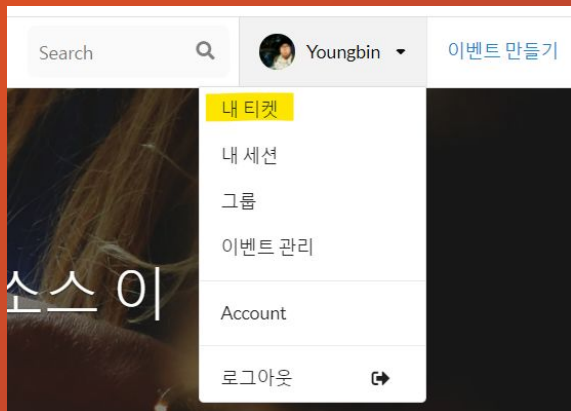 Search
Youngbin
이벤트 만들기
내 티켓
내 세션
그룹
이벤트 관리
소스 이
Account
로그아웃